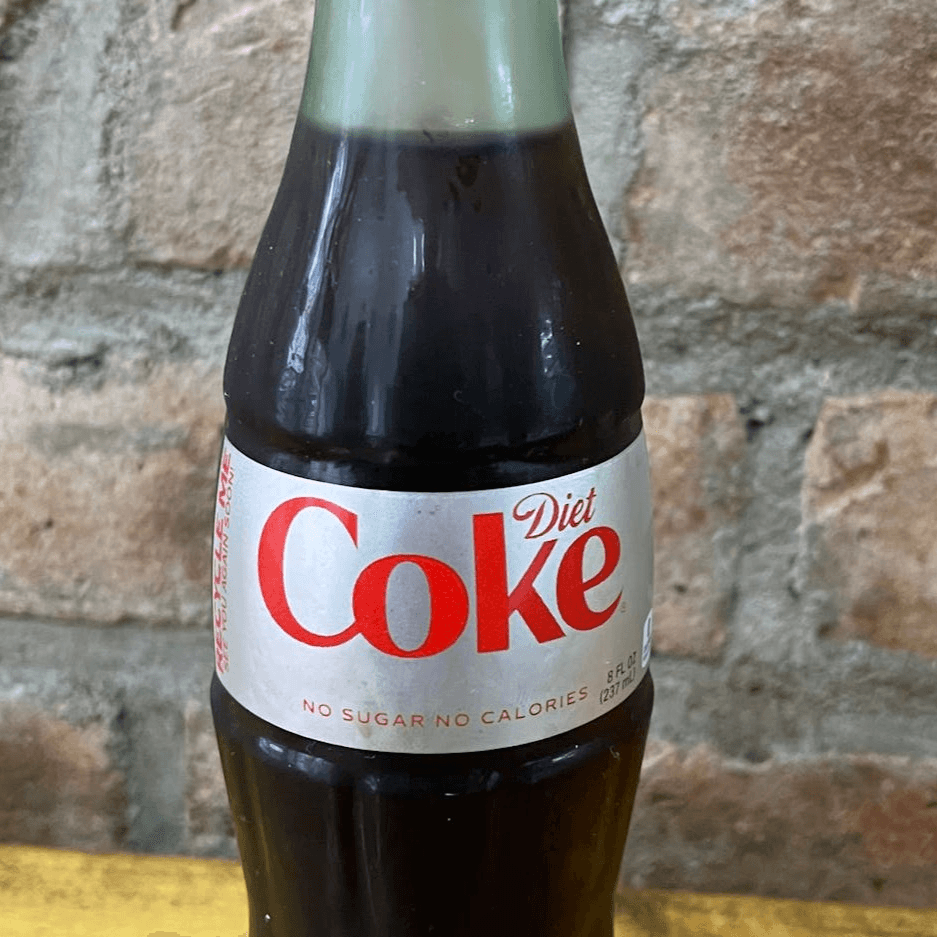 RECYCLE ME
SEE YOU AGAIN SOON!
Diet
Coke
NO SUGAR NO CALORIES
8 FL OZ
(237 mL)